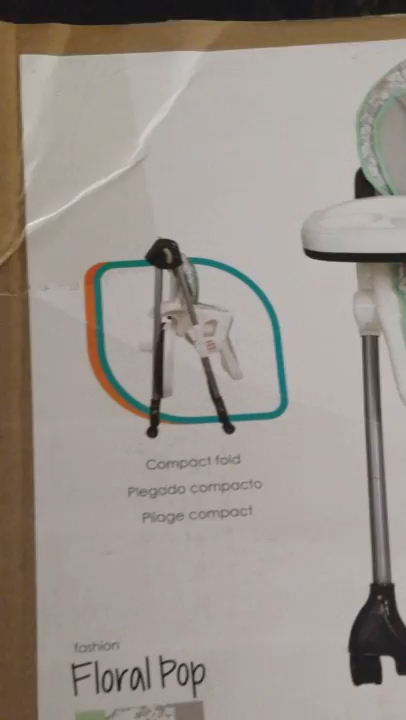 Compact fold
Plegado compacto
Pliage compact
fashion
Floral Pop